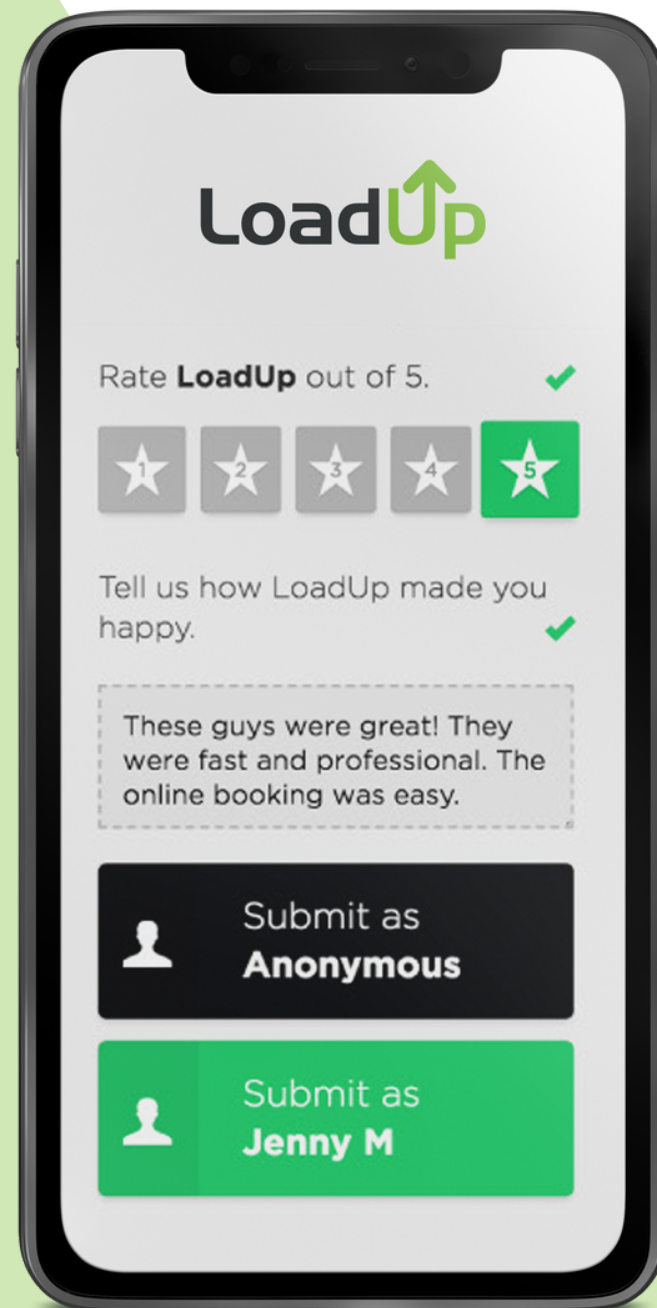 LoadUp
Rate LoadUp out of 5.
1 2 3 4 5
Tell us how LoadUp made you
happy.
These guys were great! They
were fast and professional. The
online booking was easy.
Submit as
Anonymous
Submit as
Jenny M